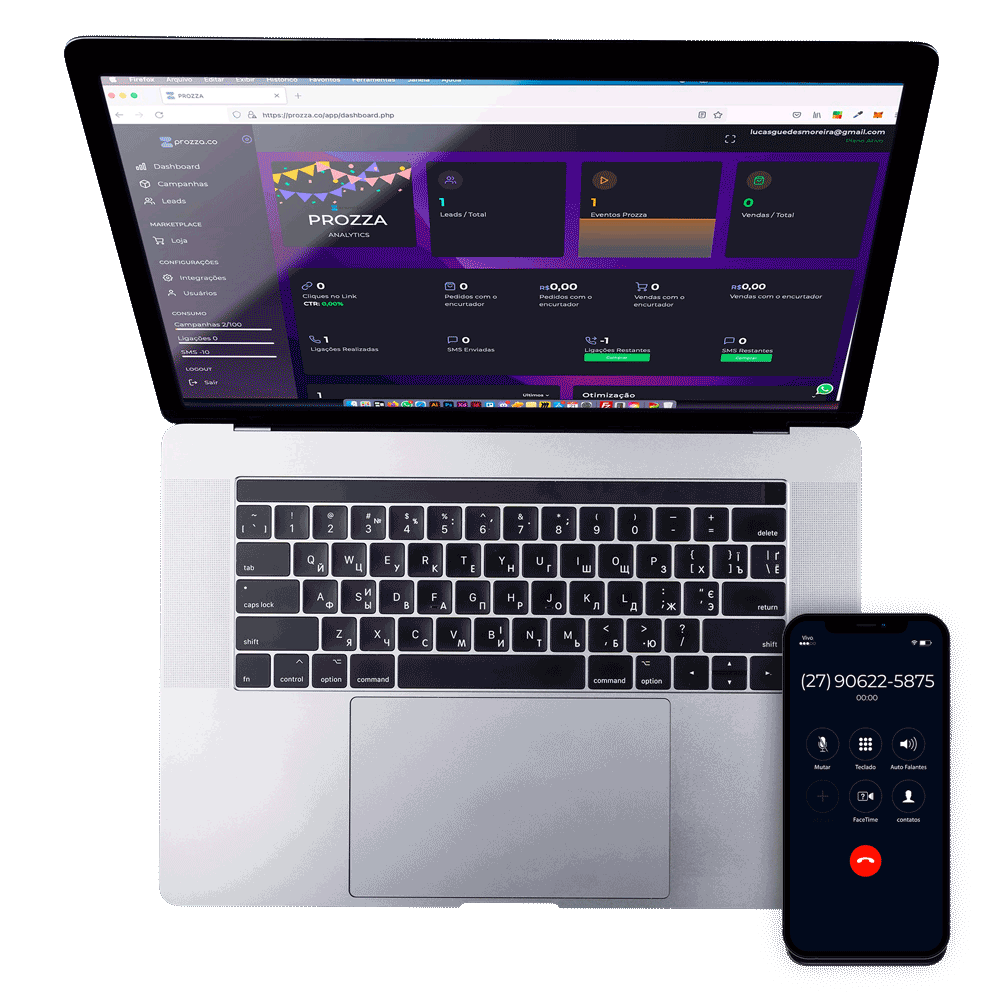 Firefox Arquivo Editar Exibir Histórico Favoritos Ferramentas Janela Ajuda
PROZZA
https://prozza.co/app/dashboard.php
prozza.co
lucasguedesmoreira@gmail.com
Plano Ativo
Dashboard
Campanhas
Leads
MARKETPLACE
Loja
CONFIGURAÇÕES
Integrações
Usuários
CONSUMO
Campanhas 2/100
Ligações 0
SMS -10
LOGOUT
Sair
PROZZA
ANALYTICS
1
Leads / Total
1
Eventos Prozza
0
Vendas / Total
0
Cliques no Link
CTR: 0,00%
0
Pedidos com o
encurtador
R$0,00
Pedidos com o
encurtador
0
Vendas com o
encurtador
R$0,00
Vendas com o encurtador
1
Ligações Realizadas
0
SMS Enviadas
-1
Ligações Restantes
Comprar
0
SMS Restantes
Comprar
1
Últimos
Otimização
~ ! @ # № $ % % : ^ , & . * ; ( ) — +
[ ` ] 1 2 3 4 5 6 7 8 9 0 - = delete
tab Q Й W Ц E У R К T Е Y Н U Г I Ш O Щ P З { [ Х } ] Ї Ъ | \ Ґ Ё
caps lock A Ф S И Ы D В F А G П H Р J О K Л L Д : ; Ж " ' Є Э return
shift Z Я X Ч C С V М B И N Т M Ь < , Б > . Ю ? / shift
fn control option command command option
Vivo
(27) 90622-5875
00:00
Mutar Teclado Auto Falantes
FaceTime contatos